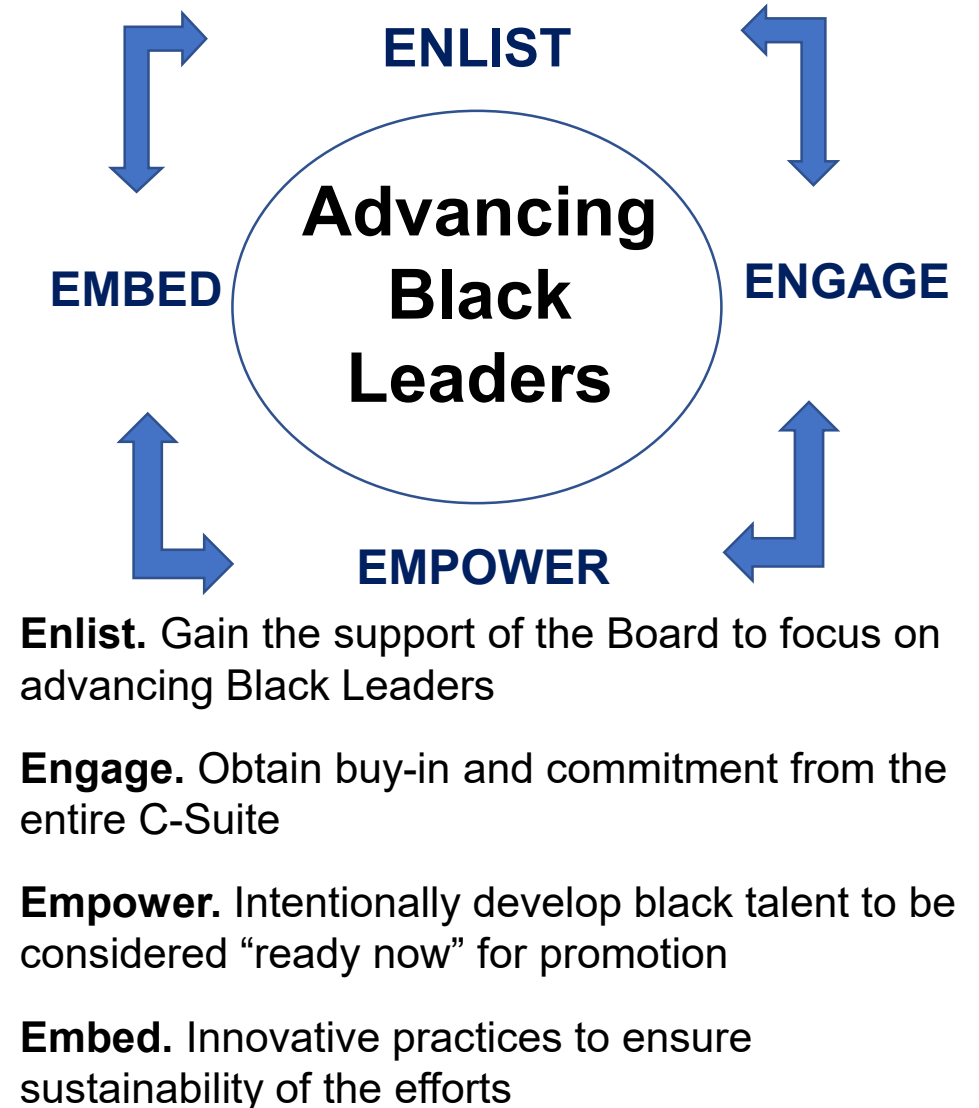 ENLIST
Advancing
Black
Leaders
EMBED
ENGAGE
EMPOWER
Enlist. Gain the support of the Board to focus on
advancing Black Leaders
Engage. Obtain buy-in and commitment from the
entire C-Suite
Empower. Intentionally develop black talent to be
considered “ready now” for promotion
Embed. Innovative practices to ensure
sustainability of the efforts